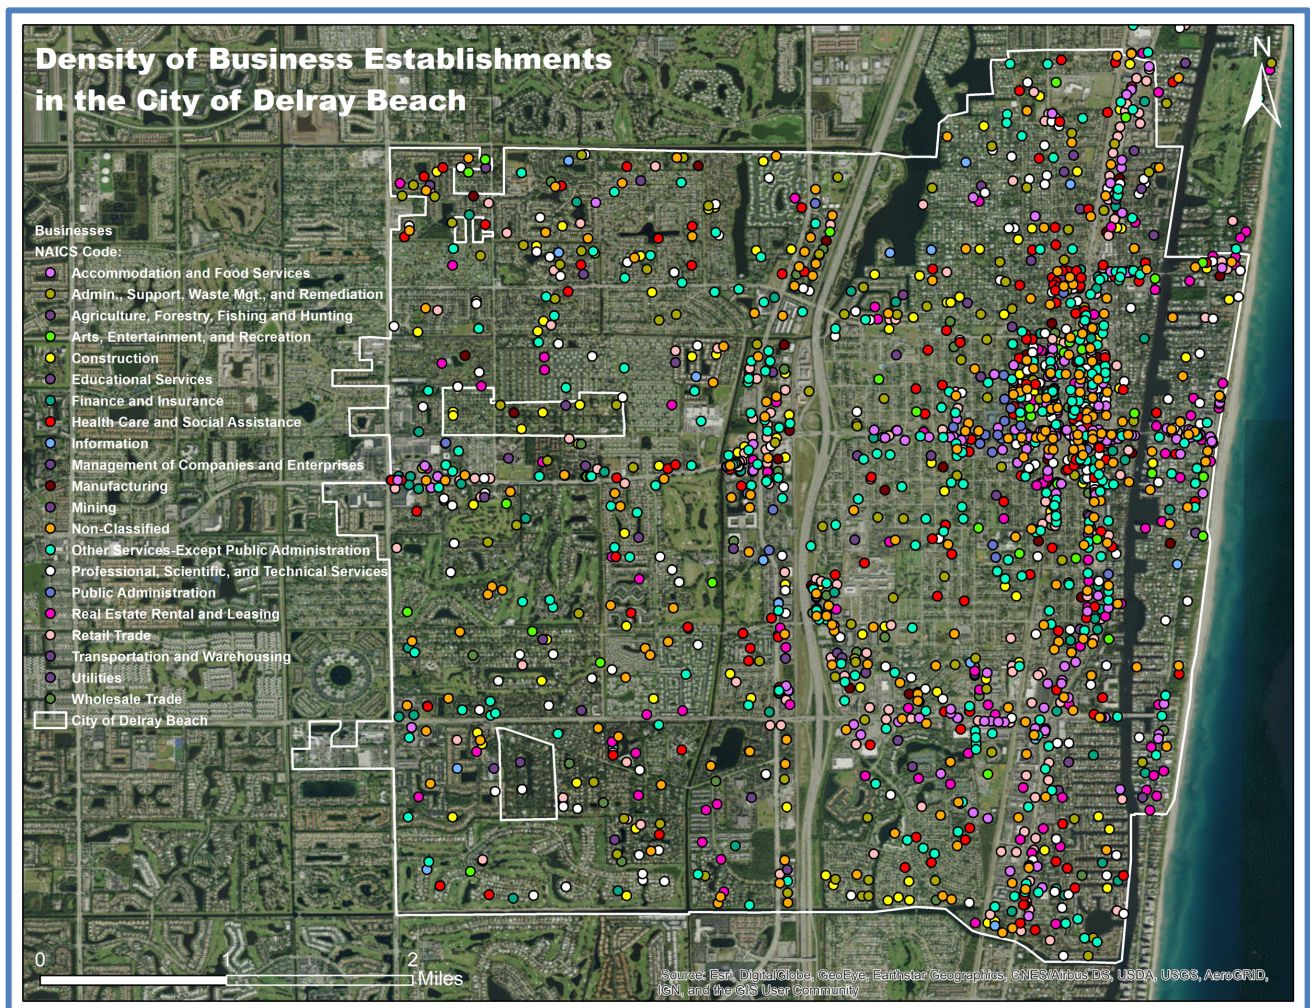 Density of Business Establishments
in the City of Delray Beach
N
Businesses
NAICS Code:
Accommodation and Food Services
Admin., Support, Waste Mgt., and Remediation
Agriculture, Forestry, Fishing and Hunting
Arts, Entertainment, and Recreation
Construction
Educational Services
Finance and Insurance
Health Care and Social Assistance
Information
Management of Companies and Enterprises
Manufacturing
Mining
Non-Classified
Other Services-Except Public Administration
Professional, Scientific, and Technical Services
Public Administration
Real Estate Rental and Leasing
Retail Trade
Transportation and Warehousing
Utilities
Wholesale Trade
City of Delray Beach
0 1 2
Miles
Source: Esri, DigitalGlobe, GeoEye, Earthstar Geographics, CNES/Airbus DS, USDA, USGS, AeroGRID,
IGN, and the GIS User Community